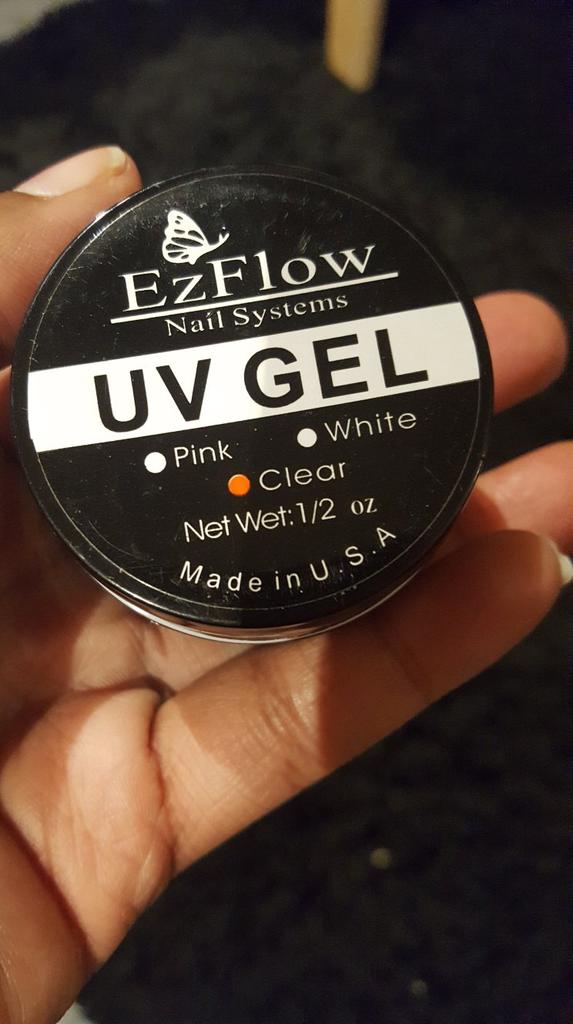 EzFlow
Nail Systems
UV GEL
Pink White
Clear
Net Wet:1/2 oz
Made in U.S.A